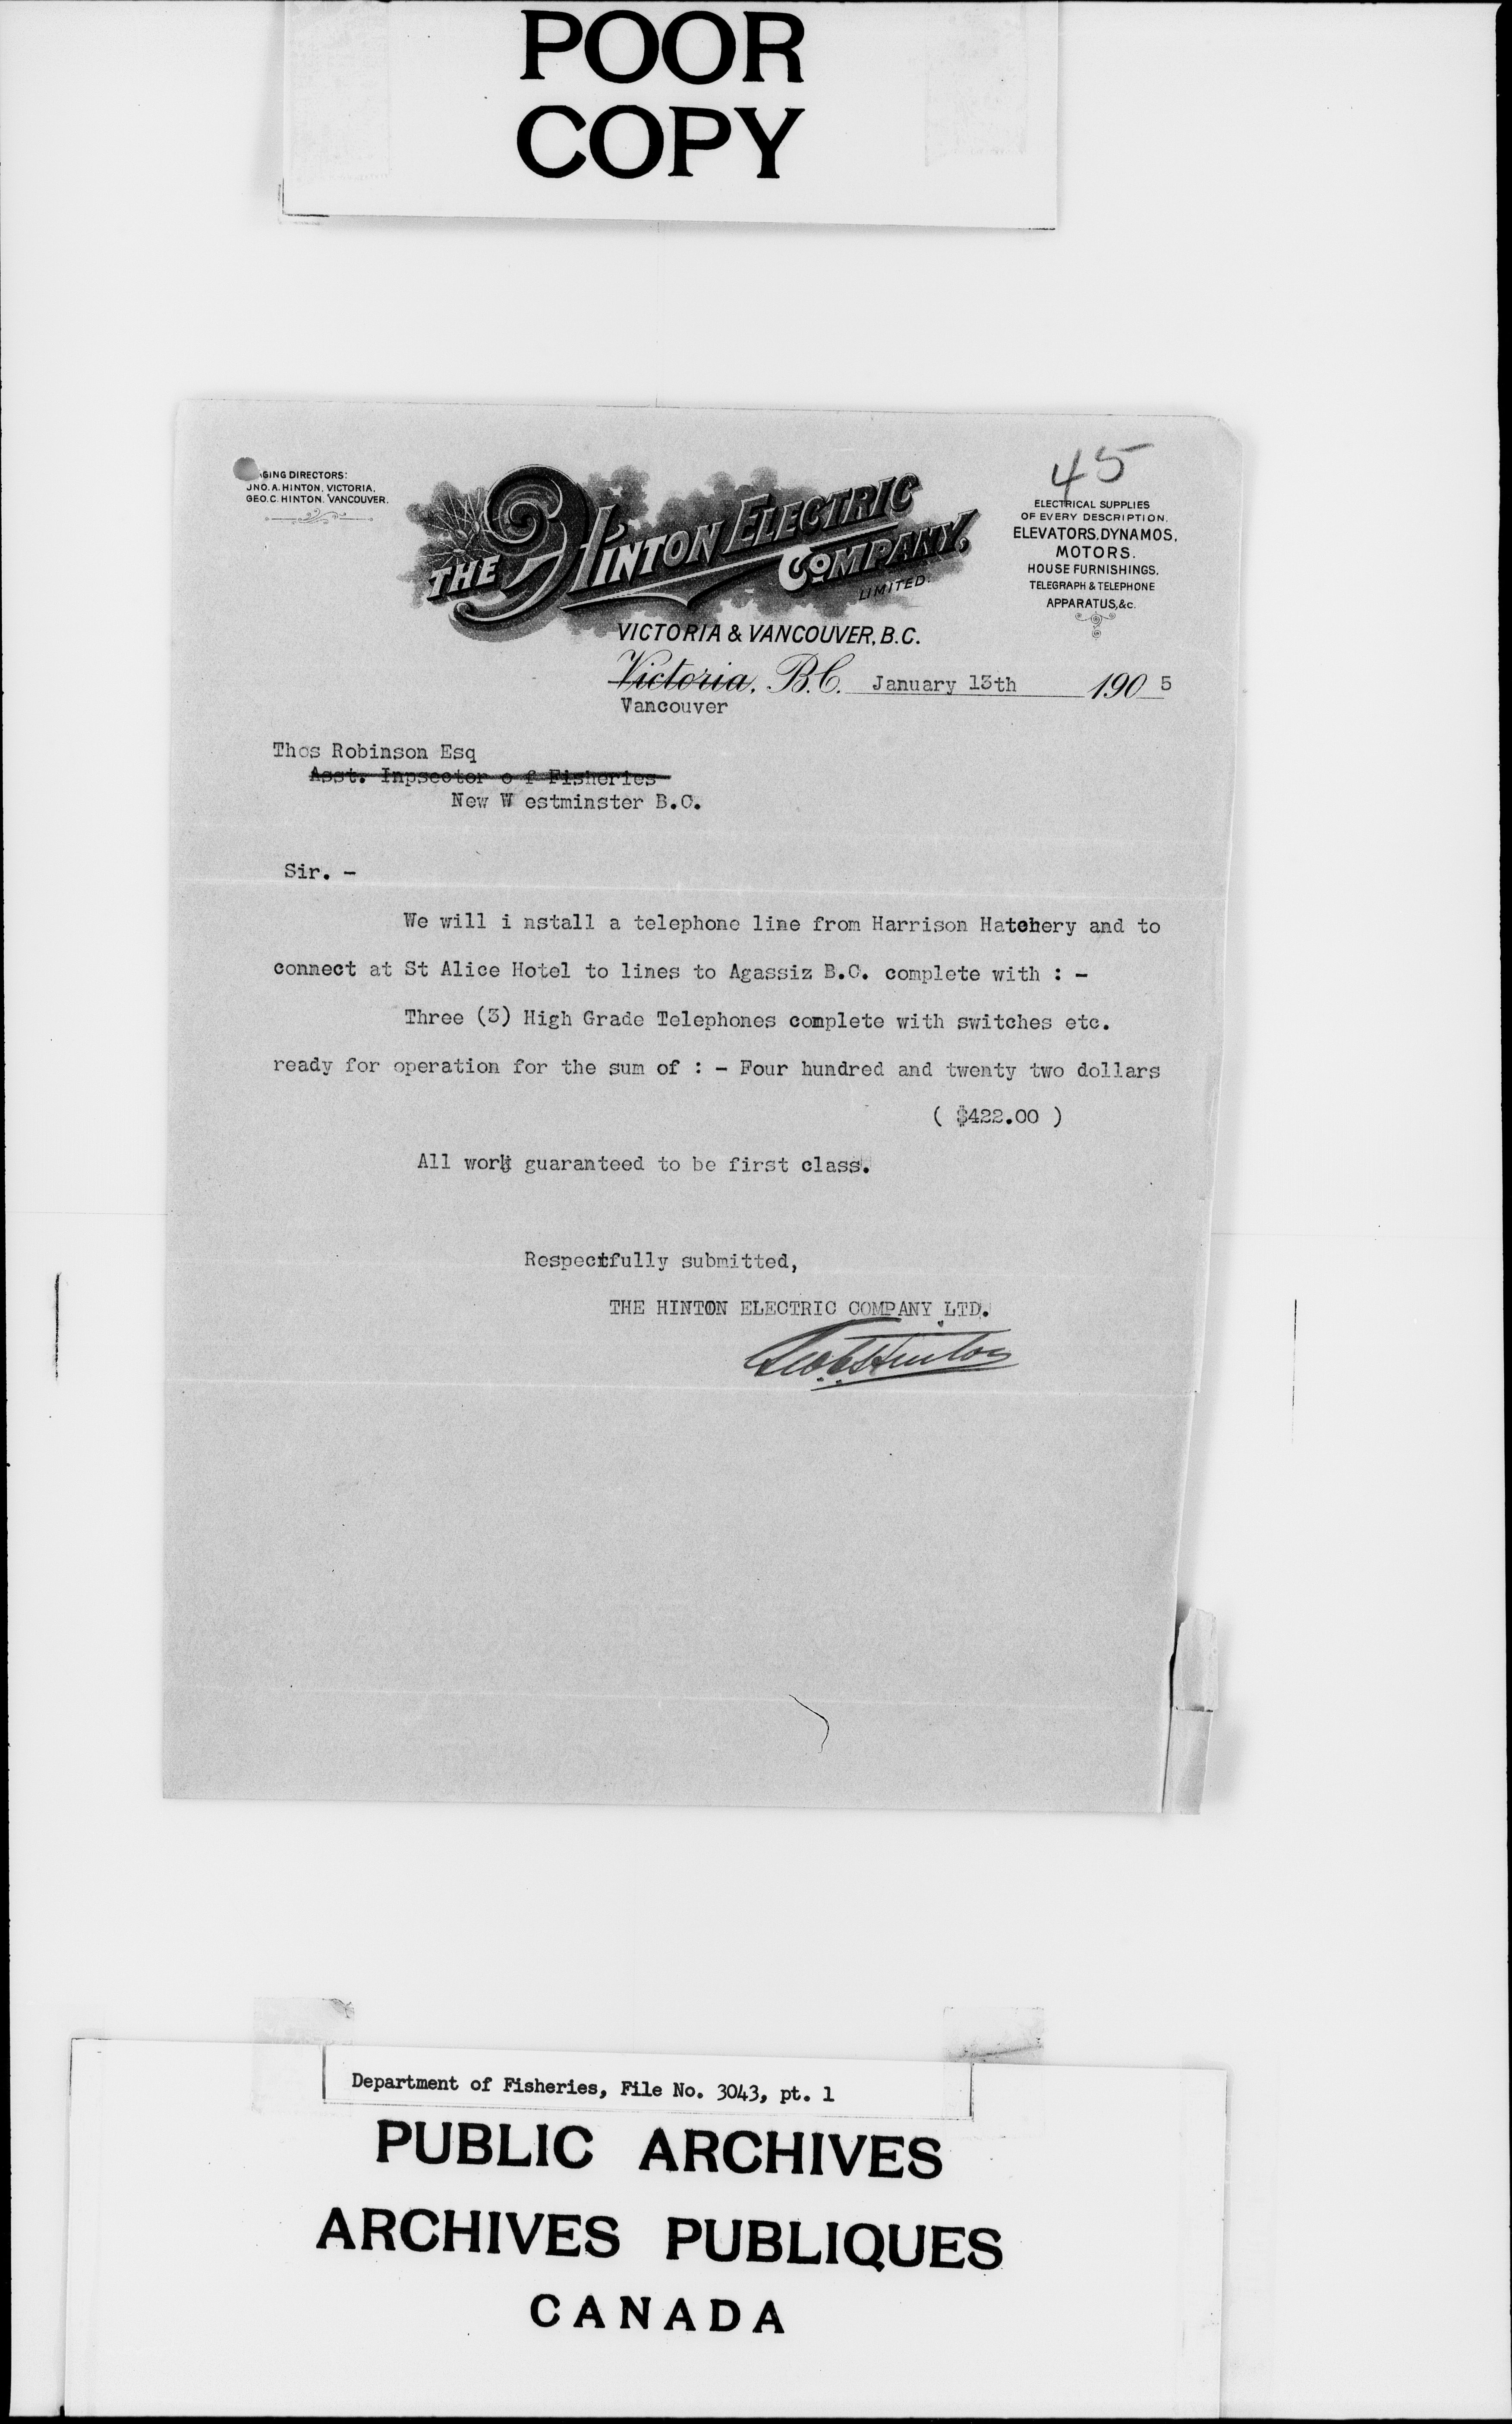 POOR
COPY
45
AGING DIRECTORS:
JNO. A. HINTON, VICTORIA.
GEO. C. HINTON. VANCOUVER.
THE HINTON ELECTRIC
COMPANY,
LIMITED.
VICTORIA & VANCOUVER, B.C.
ELECTRICAL SUPPLIES
OF EVERY DESCRIPTION.
ELEVATORS, DYNAMOS,
MOTORS.
HOUSE FURNISHINGS.
TELEGRAPH & TELEPHONE
APPARATUS, &c.
Victoria, B.C. January 13th 1905
Vancouver
Thos Robinson Esq
Asst. Inpsector o f Fisheries
New W estminster B.C.
Sir. -
We will i nstall a telephone line from Harrison Hatchery and to
connect at St Alice Hotel to lines to Agassiz B.C. complete with : -
Three (3) High Grade Telephones complete with switches etc.
ready for operation for the sum of : - Four hundred and twenty two dollars
( $422.00 )
All work guaranteed to be first class.
Respectfully submitted,
THE HINTON ELECTRIC COMPANY LTD.
Geo. C. Hinton
Department of Fisheries, File No. 3043, pt. 1
PUBLIC ARCHIVES
ARCHIVES PUBLIQUES
CANADA